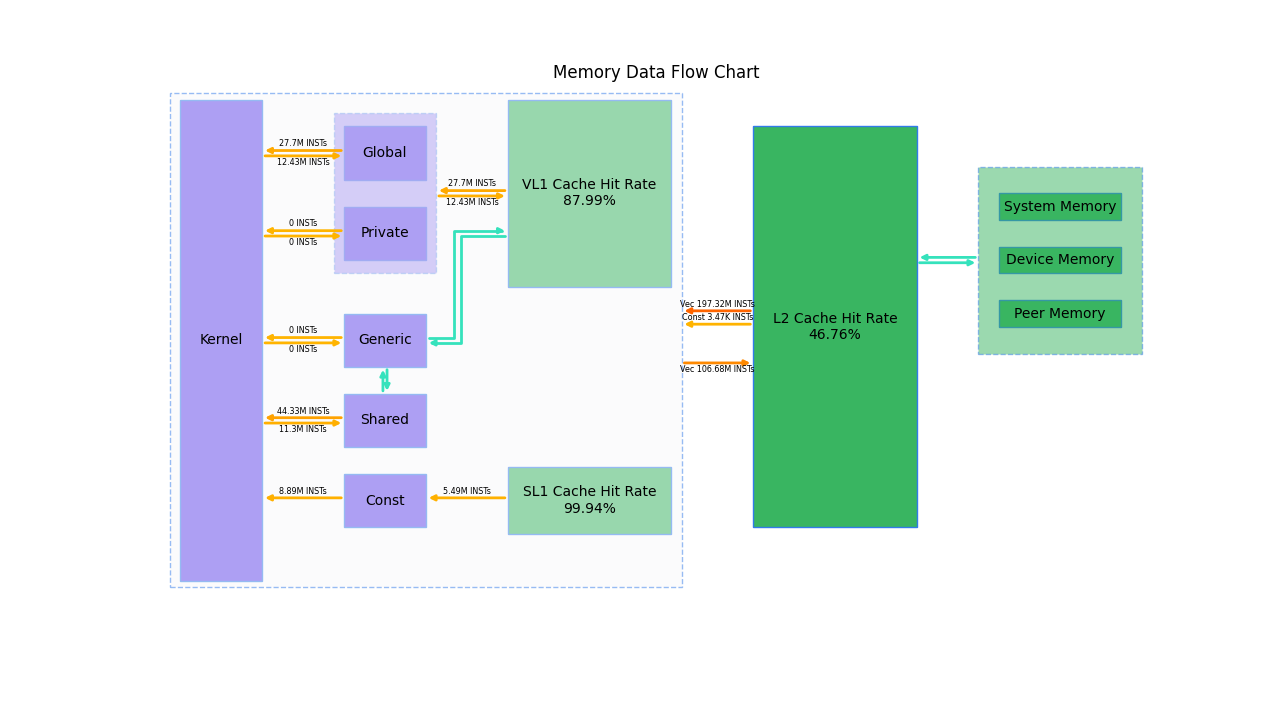 Memory Data Flow Chart
Kernel
27.7M INSTs
12.43M INSTs
Global
0 INSTs
0 INSTs
Private
27.7M INSTs
12.43M INSTs
VL1 Cache Hit Rate
87.99%
0 INSTs
0 INSTs
Generic
44.33M INSTs
11.3M INSTs
Shared
8.89M INSTs
Const
5.49M INSTs
SL1 Cache Hit Rate
99.94%
Vec 197.32M INSTs
Const 3.47K INSTs
Vec 106.68M INSTs
L2 Cache Hit Rate
46.76%
System Memory
Device Memory
Peer Memory